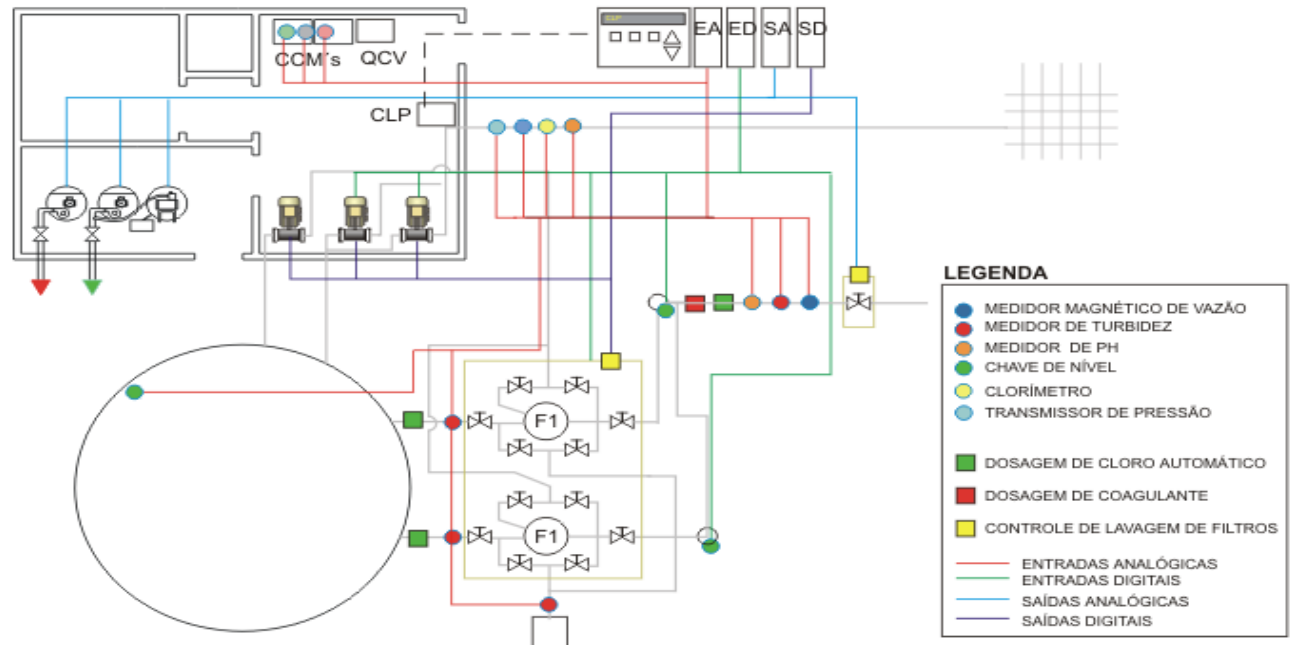 EA ED SA SD
CCM's QCV
CLP
F1
F1
LEGENDA
MEDIDOR MAGNÉTICO DE VAZÃO
MEDIDOR DE TURBIDEZ
MEDIDOR DE PH
CHAVE DE NÍVEL
CLORÍMETRO
TRANSMISSOR DE PRESSÃO
DOSAGEM DE CLORO AUTOMÁTICO
DOSAGEM DE COAGULANTE
CONTROLE DE LAVAGEM DE FILTROS
ENTRADAS ANALÓGICAS
ENTRADAS DIGITAIS
SAÍDAS ANALÓGICAS
SAÍDAS DIGITAIS